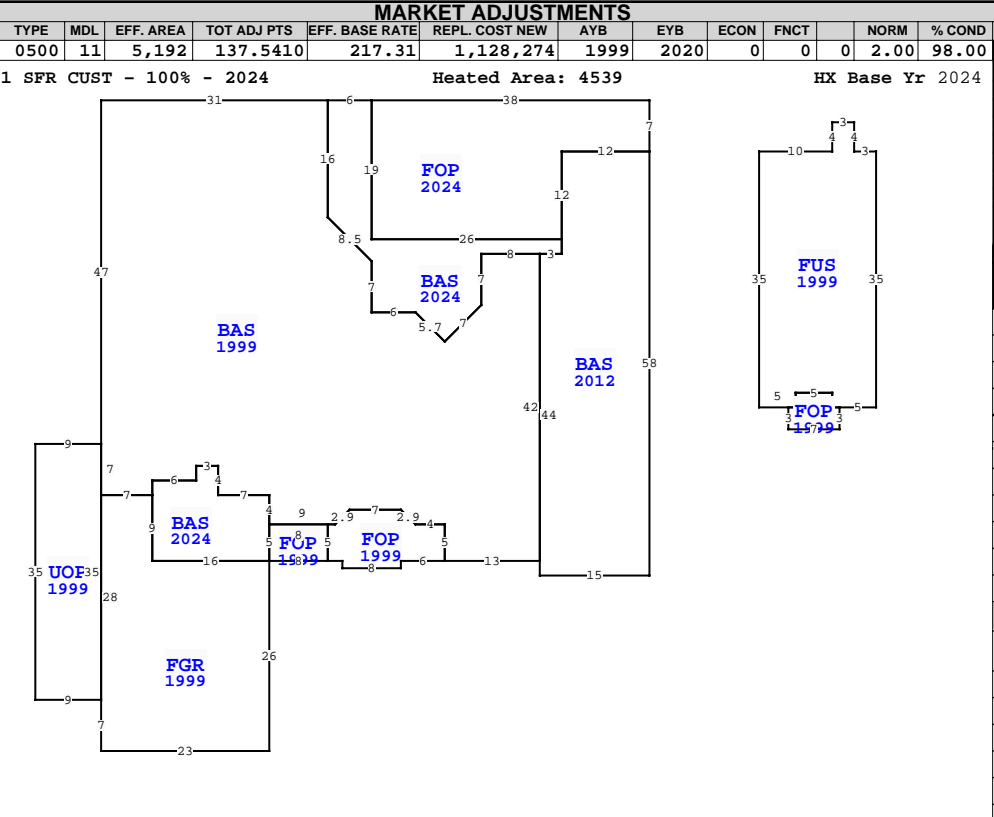 MARKET ADJUSTMENTS
TYPE MDL EFF. AREA TOT ADJ PTS EFF. BASE RATE REPL. COST NEW AYB EYB ECON FNCT NORM % COND
0500 11 5,192 137.5410 217.31 1,128,274 1999 2020 0 0 0 2.00 98.00
1 SFR CUST - 100% - 2024 Heated Area: 4539 HX Base Yr 2024
31 6 38
3
7
4 4
12 10 3
16
19 FOP
2024
12
8.5 26
8 3
47 BAS
2024
7 7
FUS
1999
35 35
6
5.7 7
BAS
1999
BAS
2012
58
5 5
42 44
FOP
1999
5
3 3
7
9
7
3
6 4
7 7
BAS
2024
9
4 9 2.9 7 2.9 4
8
5 FOP
1999
5 FOP
1999
5
16 8 8 6 13
15
35 UOP
1999
35
28
26
FGR
1999
9
7
23